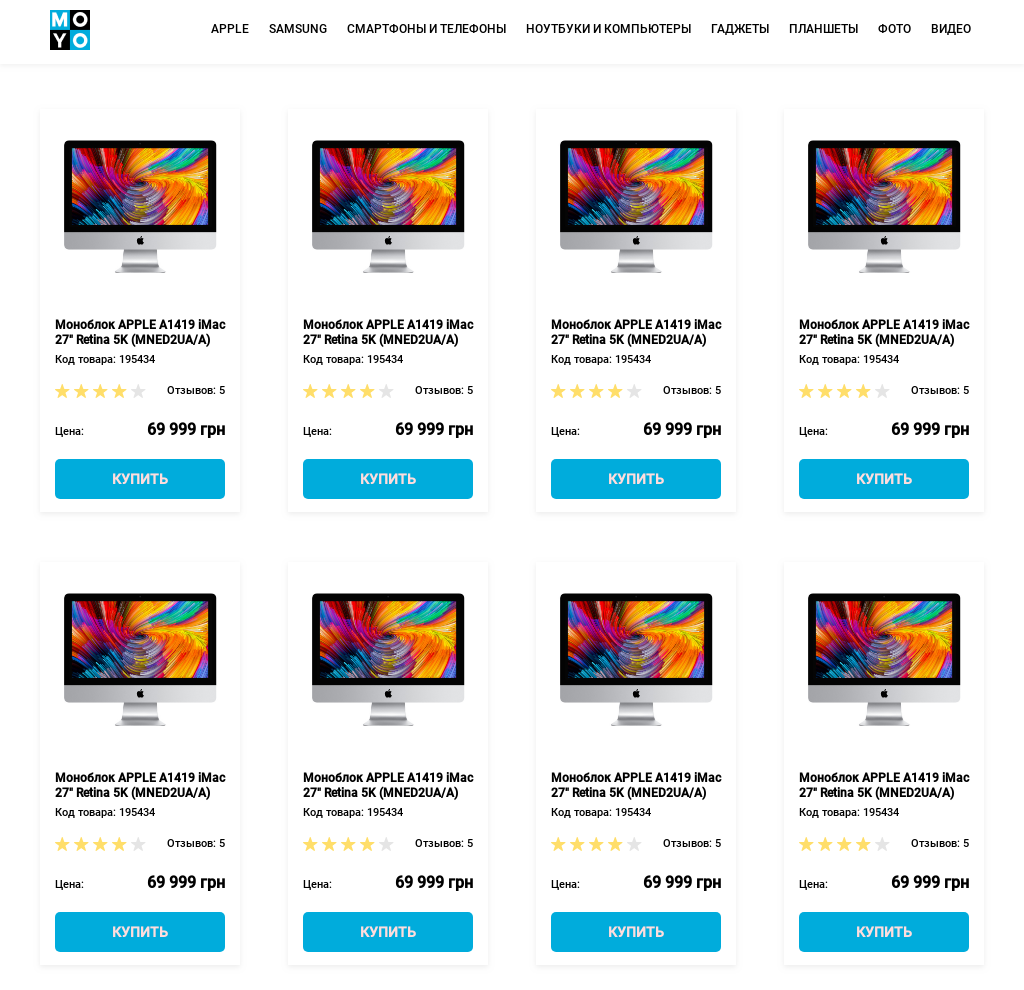 MO
YO
APPLE SAMSUNG СМАРТФОНЫ И ТЕЛЕФОНЫ НОУТБУКИ И КОМПЬЮТЕРЫ ГАДЖЕТЫ ПЛАНШЕТЫ ФОТО ВИДЕО
Моноблок APPLE A1419 iMac
27" Retina 5K (MNED2UA/A)
Код товара: 195434
Отзывов: 5
Цена: 69 999 грн
КУПИТЬ
Моноблок APPLE A1419 iMac
27" Retina 5K (MNED2UA/A)
Код товара: 195434
Отзывов: 5
Цена: 69 999 грн
КУПИТЬ
Моноблок APPLE A1419 iMac
27" Retina 5K (MNED2UA/A)
Код товара: 195434
Отзывов: 5
Цена: 69 999 грн
КУПИТЬ
Моноблок APPLE A1419 iMac
27" Retina 5K (MNED2UA/A)
Код товара: 195434
Отзывов: 5
Цена: 69 999 грн
КУПИТЬ
Моноблок APPLE A1419 iMac
27" Retina 5K (MNED2UA/A)
Код товара: 195434
Отзывов: 5
Цена: 69 999 грн
КУПИТЬ
Моноблок APPLE A1419 iMac
27" Retina 5K (MNED2UA/A)
Код товара: 195434
Отзывов: 5
Цена: 69 999 грн
КУПИТЬ
Моноблок APPLE A1419 iMac
27" Retina 5K (MNED2UA/A)
Код товара: 195434
Отзывов: 5
Цена: 69 999 грн
КУПИТЬ
Моноблок APPLE A1419 iMac
27" Retina 5K (MNED2UA/A)
Код товара: 195434
Отзывов: 5
Цена: 69 999 грн
КУПИТЬ